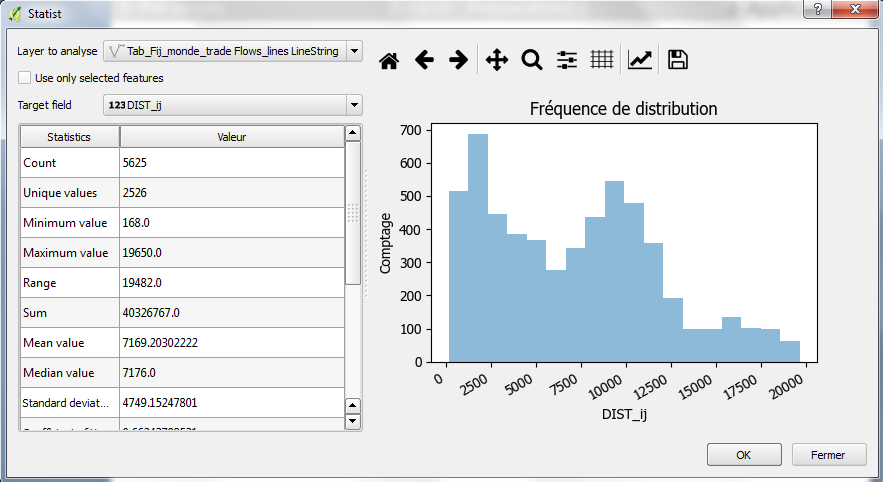 Statist
Layer to analyse Tab_Fij_monde_trade Flows_lines LineString
Use only selected features
Target field 123 DIST_ij
Statistics Valeur
Count 5625
Unique values 2526
Minimum value 168.0
Maximum value 19650.0
Range 19482.0
Sum 40326767.0
Mean value 7169.20302222
Median value 7176.0
Standard deviat... 4749.15247801
Fréquence de distribution
700
600
500
400
300
200
100
0
Comptage
0 2500 5000 7500 10000 12500 15000 17500 20000
DIST_ij
OK Fermer